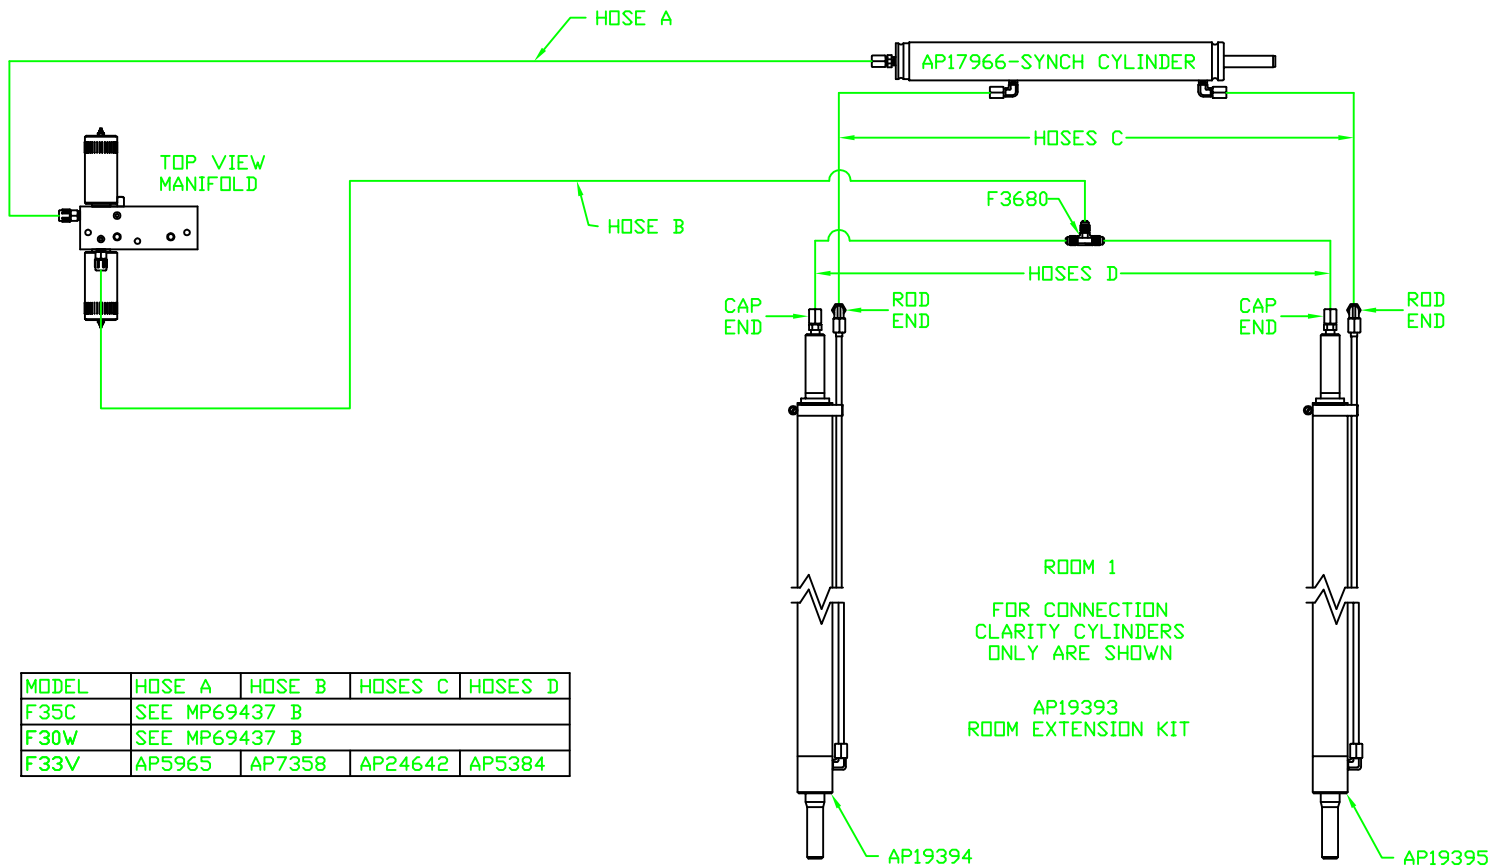 HOSE A
AP17966-SYNCH CYLINDER
HOSES C
TOP VIEW
MANIFOLD
F3680
HOSE B
HOSES D
CAP
END
ROD
END
CAP
END
ROD
END
ROOM 1
FOR CONNECTION
CLARITY CYLINDERS
ONLY ARE SHOWN
AP19393
ROOM EXTENSION KIT
MODEL HOSE A HOSE B HOSES C HOSES D
F35C SEE MP69437 B
F30W SEE MP69437 B
F33V AP5965 AP7358 AP24642 AP5384
AP19394
AP19395